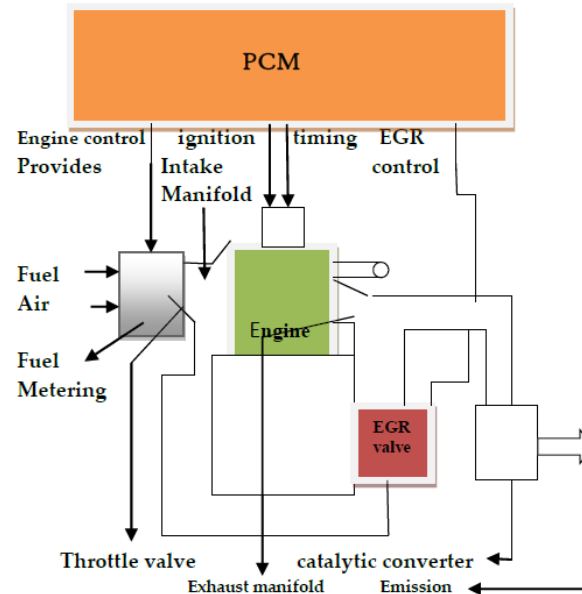 PCM
Engine control ignition timing EGR
Provides Intake control
Manifold
Fuel
Air
Engine
Fuel
Metering
EGR
valve
Throttle valve catalytic converter
Exhaust manifold Emission